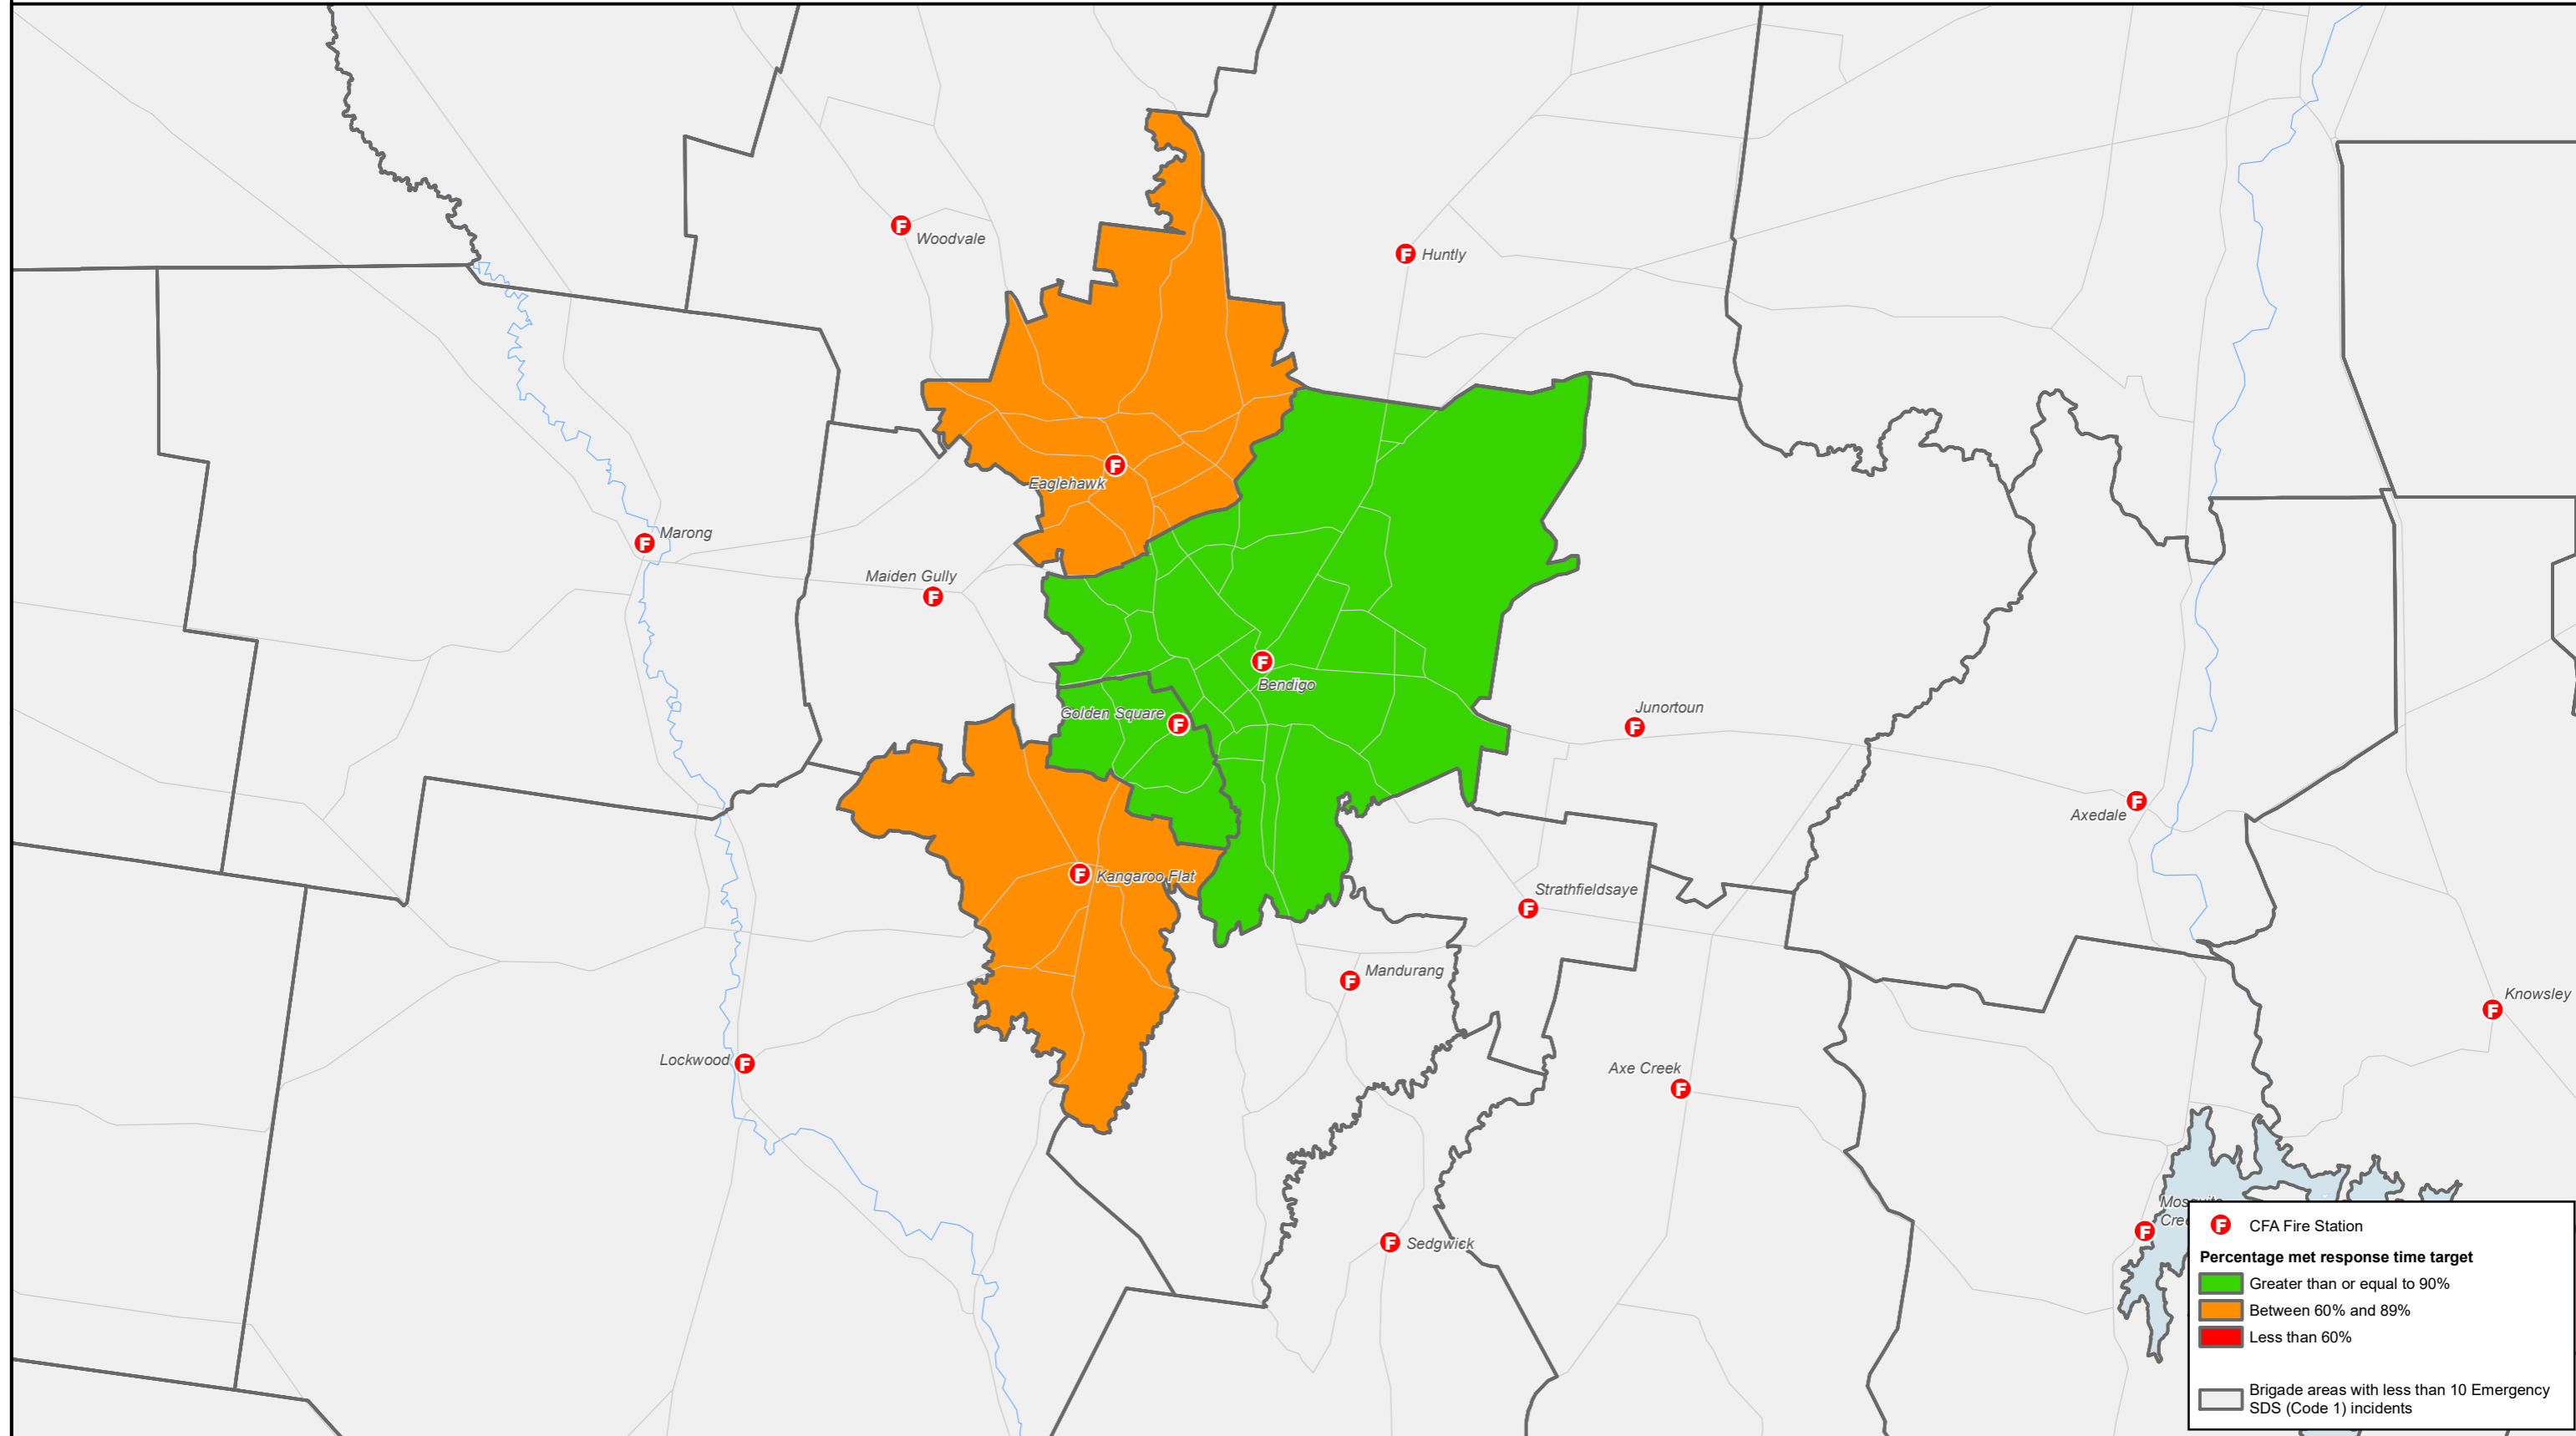 Woodvale
Huntly
Eaglehawk
Marong
Maiden Gully
Bendigo
Golden Square
Junortoun
Axedale
Kangaroo Flat
Strathfieldsaye
Mandurang
Knowsley
Lockwood
Axe Creek
Sedgwick
F CFA Fire Station
Percentage met response time target
Greater than or equal to 90%
Between 60% and 89%
Less than 60%
Brigade areas with less than 10 Emergency
SDS (Code 1) incidents